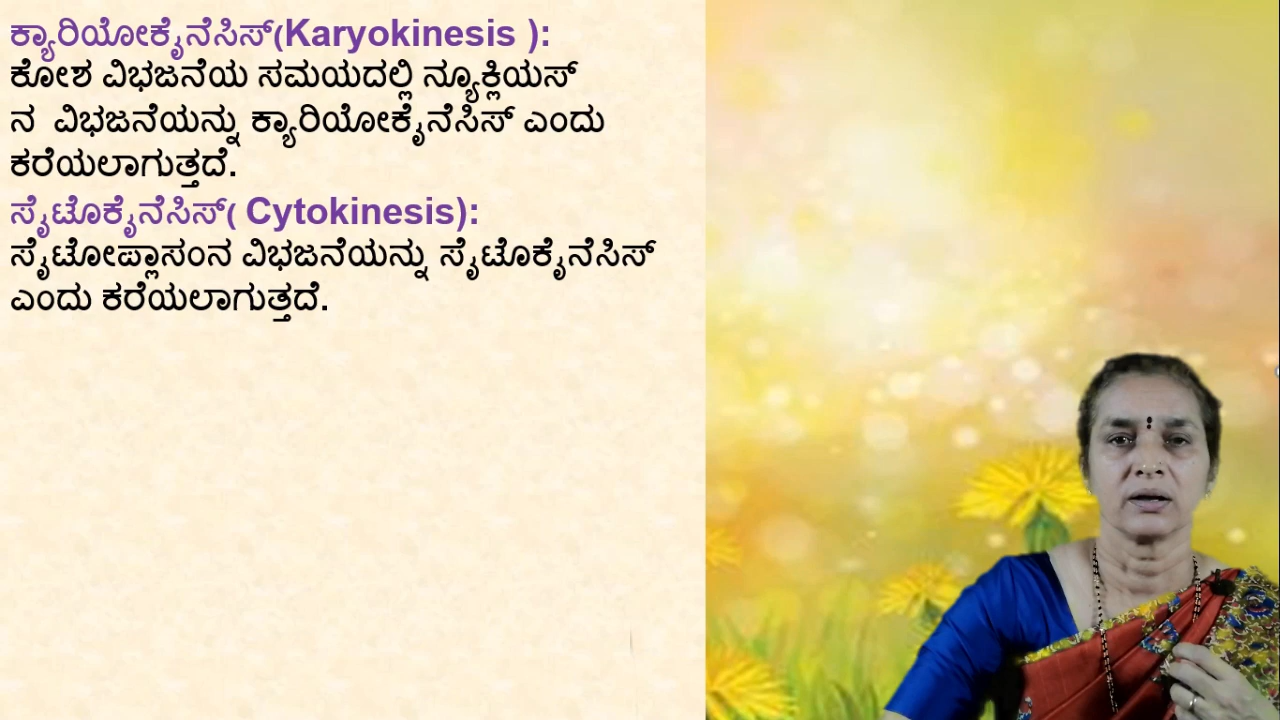 ಕ್ಯಾರಿಯೋಕೈನೆಸಿಸ್(Karyokinesis ):
ಕೋಶ ವಿಭಜನೆಯ ಸಮಯದಲ್ಲಿ ನ್ಯೂಕ್ಲಿಯಸ್
ನ ವಿಭಜನೆಯನ್ನು ಕ್ಯಾರಿಯೋಕೈನೆಸಿಸ್ ಎಂದು
ಕರೆಯಲಾಗುತ್ತದೆ.
ಸೈಟೊಕೈನೆಸಿಸ್( Cytokinesis):
ಸೈಟೋಪ್ಲಾಸಂನ ವಿಭಜನೆಯನ್ನು ಸೈಟೊಕೈನೆಸಿಸ್
ಎಂದು ಕರೆಯಲಾಗುತ್ತದೆ.